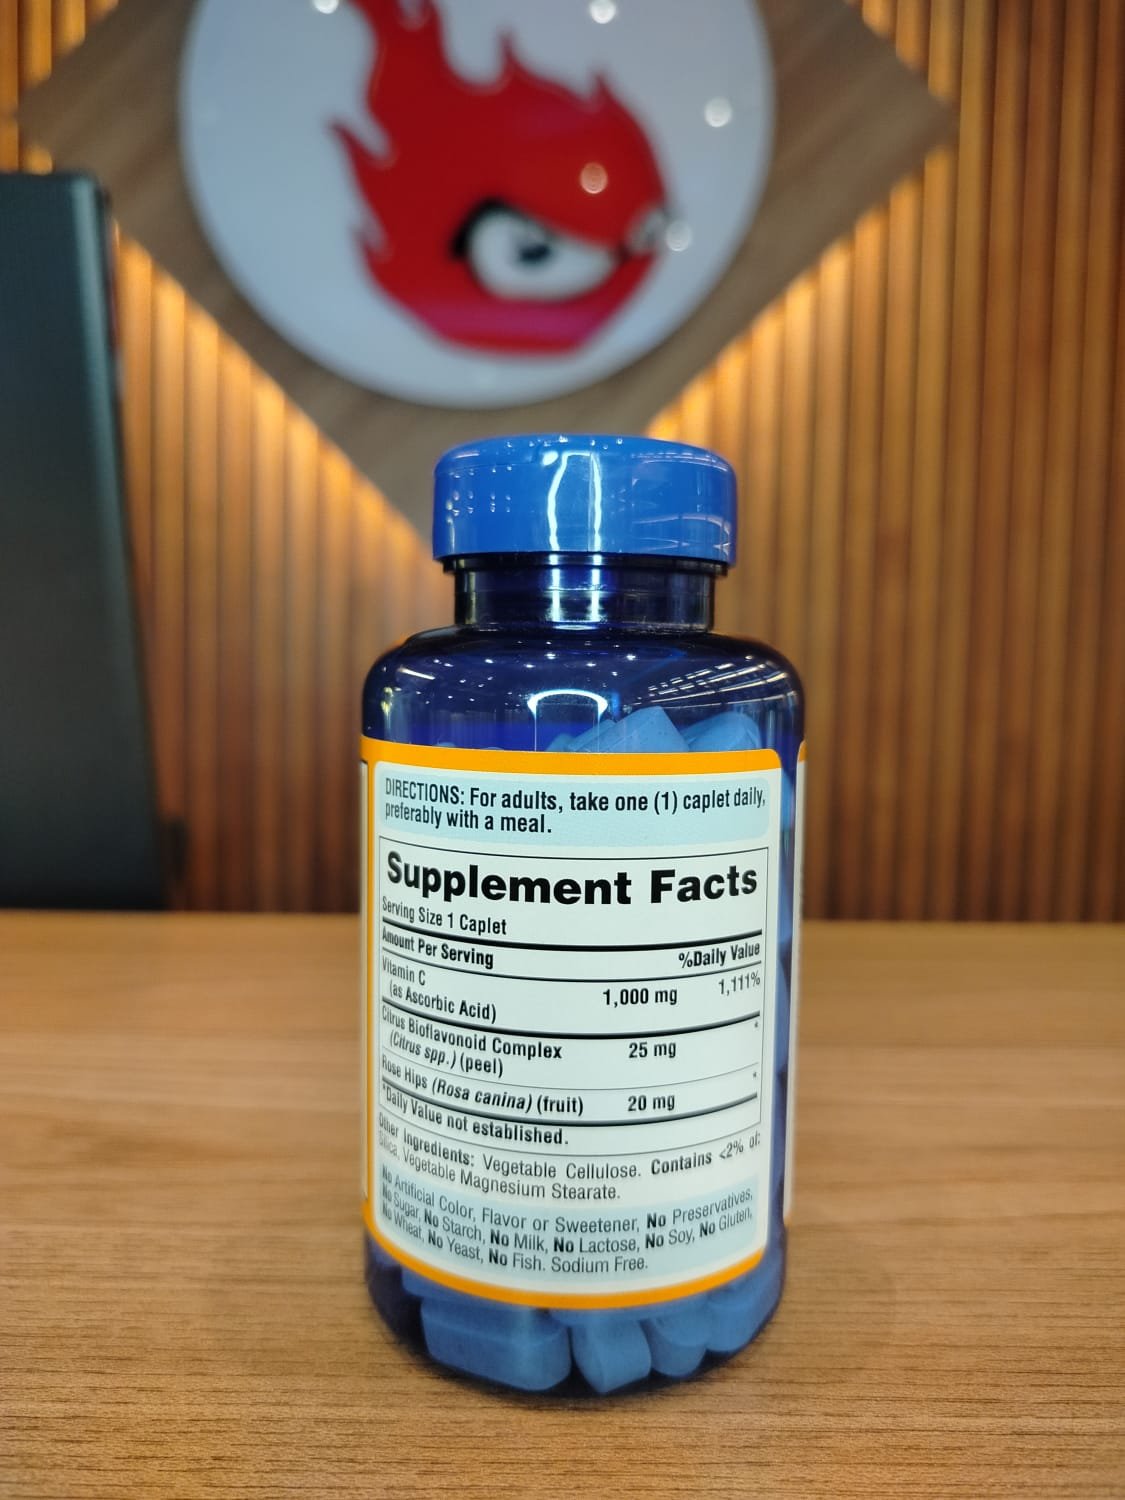 DIRECTIONS: For adults, take one (1) caplet daily,
preferably with a meal.
Supplement Facts
Serving Size 1 Caplet
Amount Per Serving %Daily Value
Vitamin C
(as Ascorbic Acid) 1,000 mg 1,111%
Citrus Bioflavonoid Complex 25 mg *
(Citrus spp.) (peel)
Rose Hips (Rosa canina) (fruit) 20 mg *
*Daily Value not established.
Other Ingredients: Vegetable Cellulose. Contains <2% of:
Silica, Vegetable Magnesium Stearate.
No Artificial Color, Flavor or Sweetener, No Preservatives,
No Sugar, No Starch, No Milk, No Lactose, No Soy, No Gluten,
No Wheat, No Yeast, No Fish. Sodium Free.